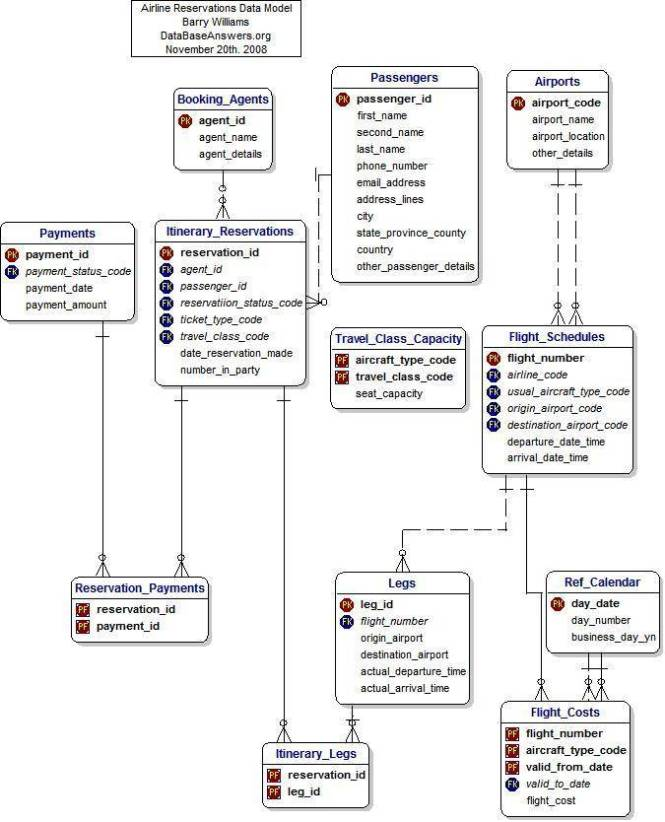 Airline Reservations Data Model
Barry Williams
DataBaseAnswers.org
November 20th. 2008
Booking_Agents
PK agent_id
agent_name
agent_details
Passengers
PK passenger_id
first_name
second_name
last_name
phone_number
email_address
address_lines
city
state_province_county
country
other_passenger_details
Airports
PK airport_code
airport_name
airport_location
other_details
Payments
PK payment_id
FK payment_status_code
payment_date
payment_amount
Itinerary_Reservations
PK reservation_id
FK agent_id
FK passenger_id
FK reservatiion_status_code
FK ticket_type_code
FK travel_class_code
date_reservation_made
number_in_party
Travel_Class_Capacity
PF aircraft_type_code
PF travel_class_code
seat_capacity
Flight_Schedules
PK flight_number
FK airline_code
FK usual_aircraft_type_code
FK origin_airport_code
FK destination_airport_code
departure_date_time
arrival_date_time
Reservation_Payments
PF reservation_id
PF payment_id
Legs
PK leg_id
FK flight_number
origin_airport
destination_airport
actual_departure_time
actual_arrival_time
Ref_Calendar
PK day_date
day_number
business_day_yn
Itinerary_Legs
PF reservation_id
PF leg_id
Flight_Costs
PF flight_number
PF aircraft_type_code
PF valid_from_date
FK valid_to_date
flight_cost